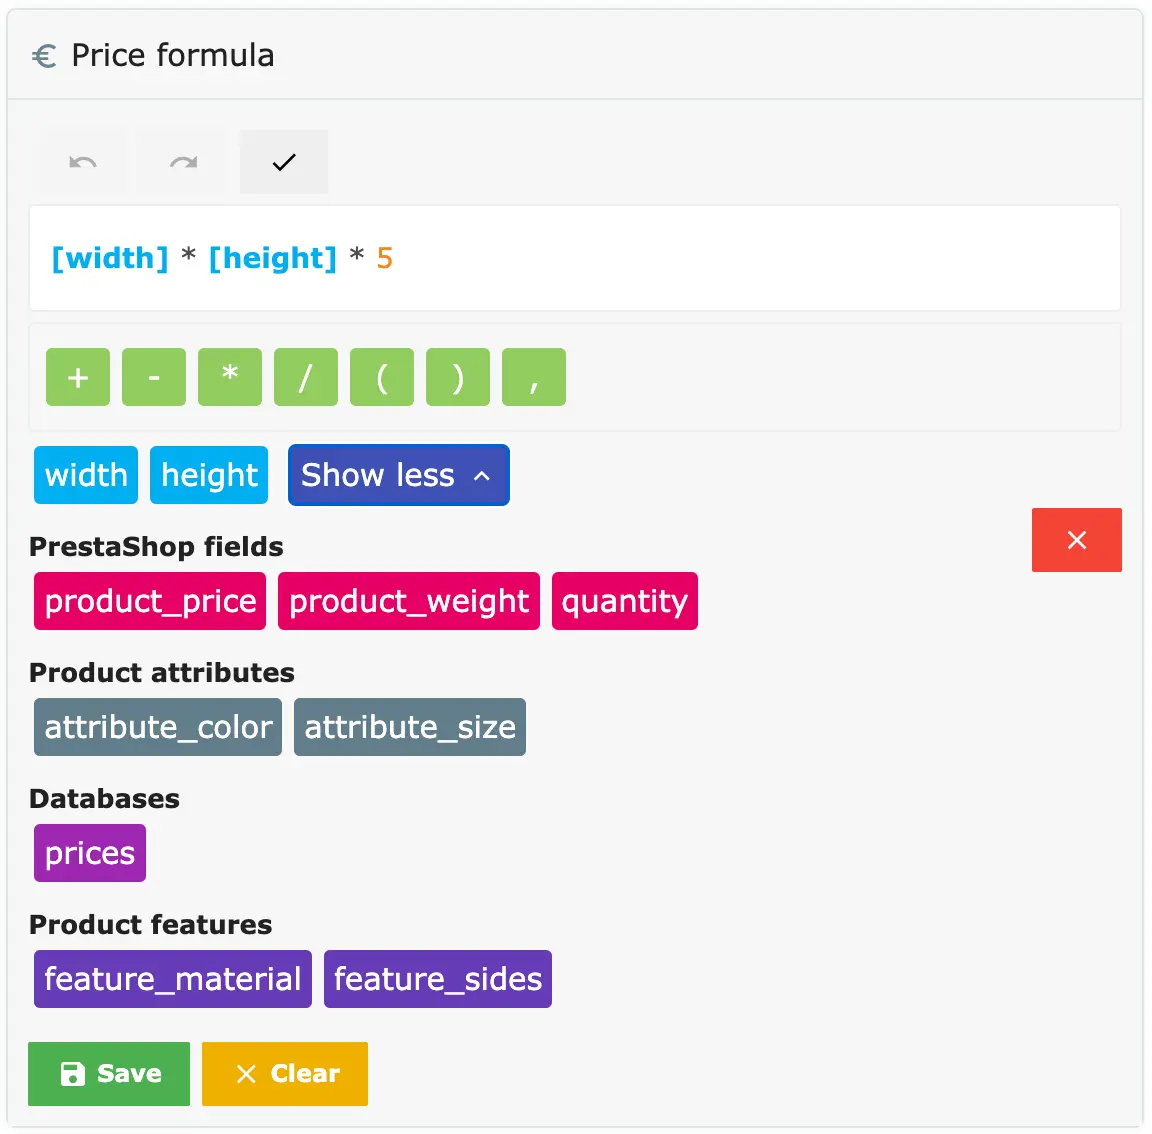 € Price formula
[width] * [height] * 5
+ - * / ( ) ,
width height Show less
PrestaShop fields
product_price product_weight quantity
Product attributes
attribute_color attribute_size
Databases
prices
Product features
feature_material feature_sides
Save Clear